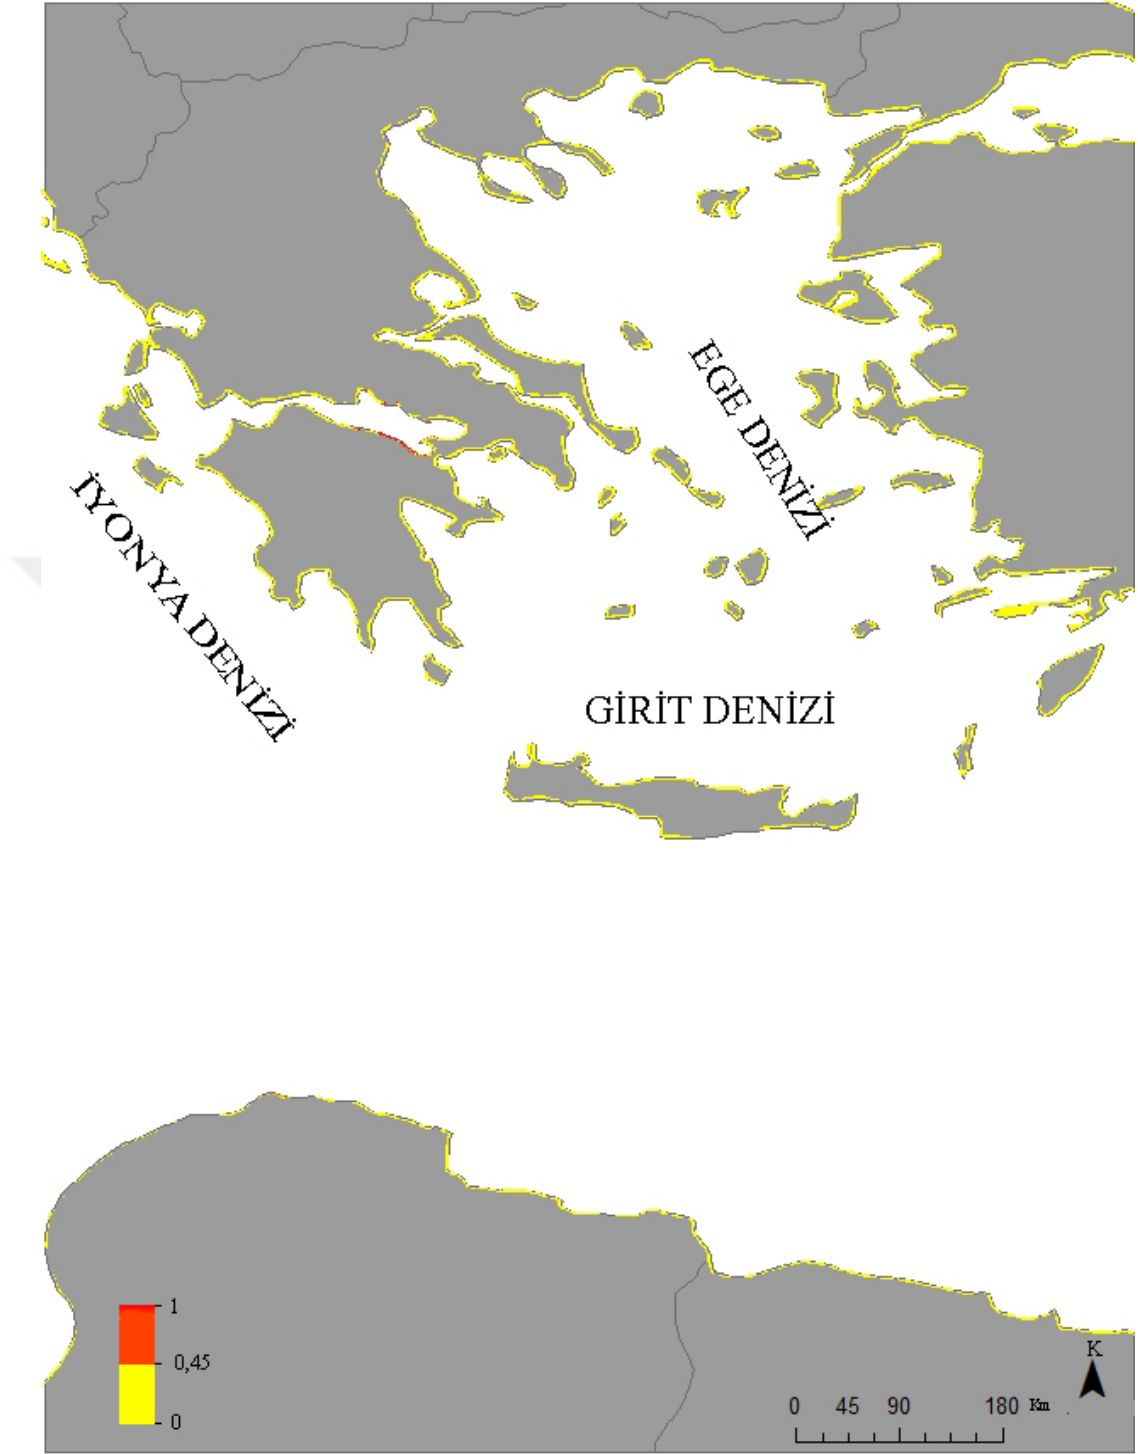 EGE DENİZİ
İYONYA DENİZİ
GİRİT DENİZİ
1
0,45
0
K
0 45 90 180 Km